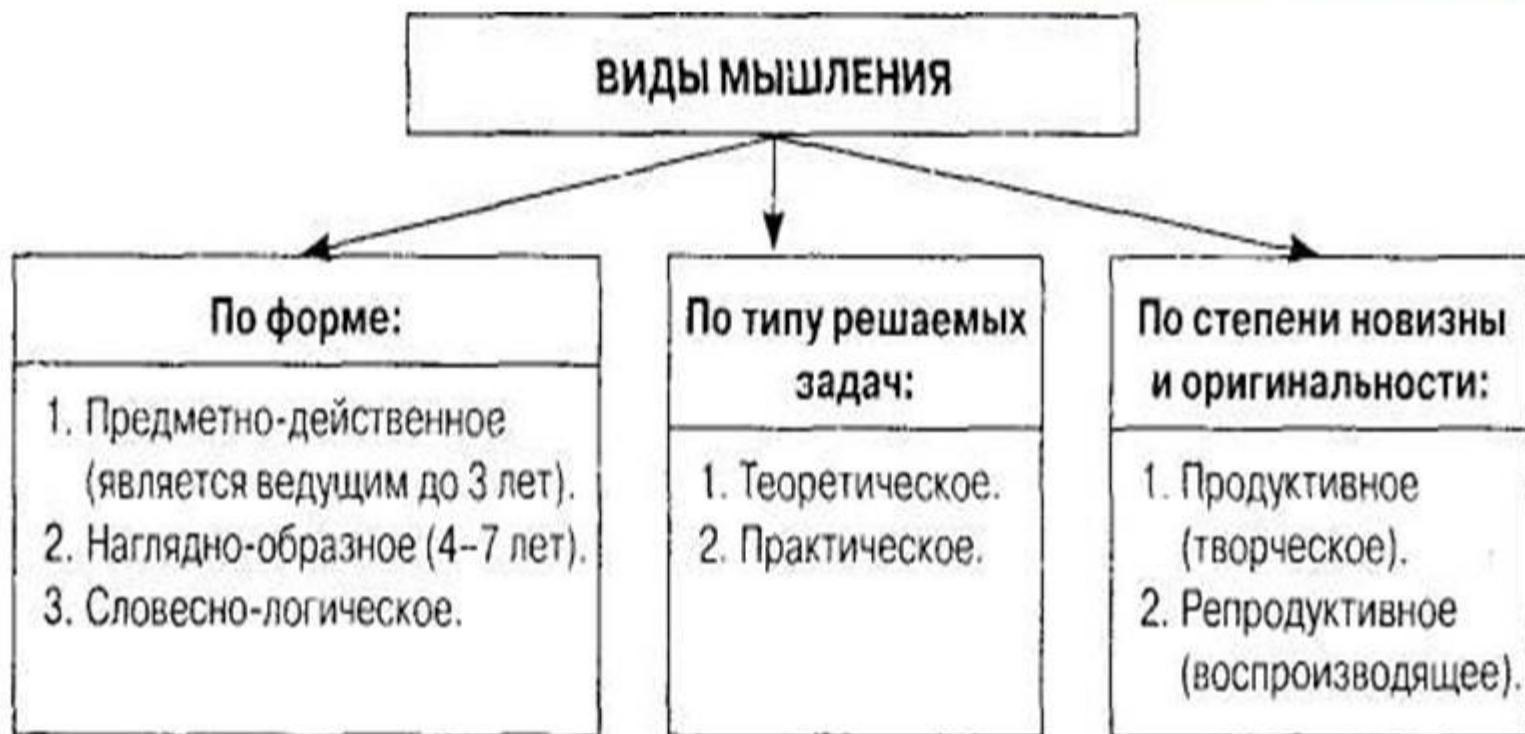 ВИДЫ МЫШЛЕНИЯ
По форме:
1. Предметно-действенное
(является ведущим до 3 лет).
2. Наглядно-образное (4–7 лет).
3. Словесно-логическое.
По типу решаемых
задач:
1. Теоретическое.
2. Практическое.
По степени новизны
и оригинальности:
1. Продуктивное
(творческое).
2. Репродуктивное
(воспроизводящее).